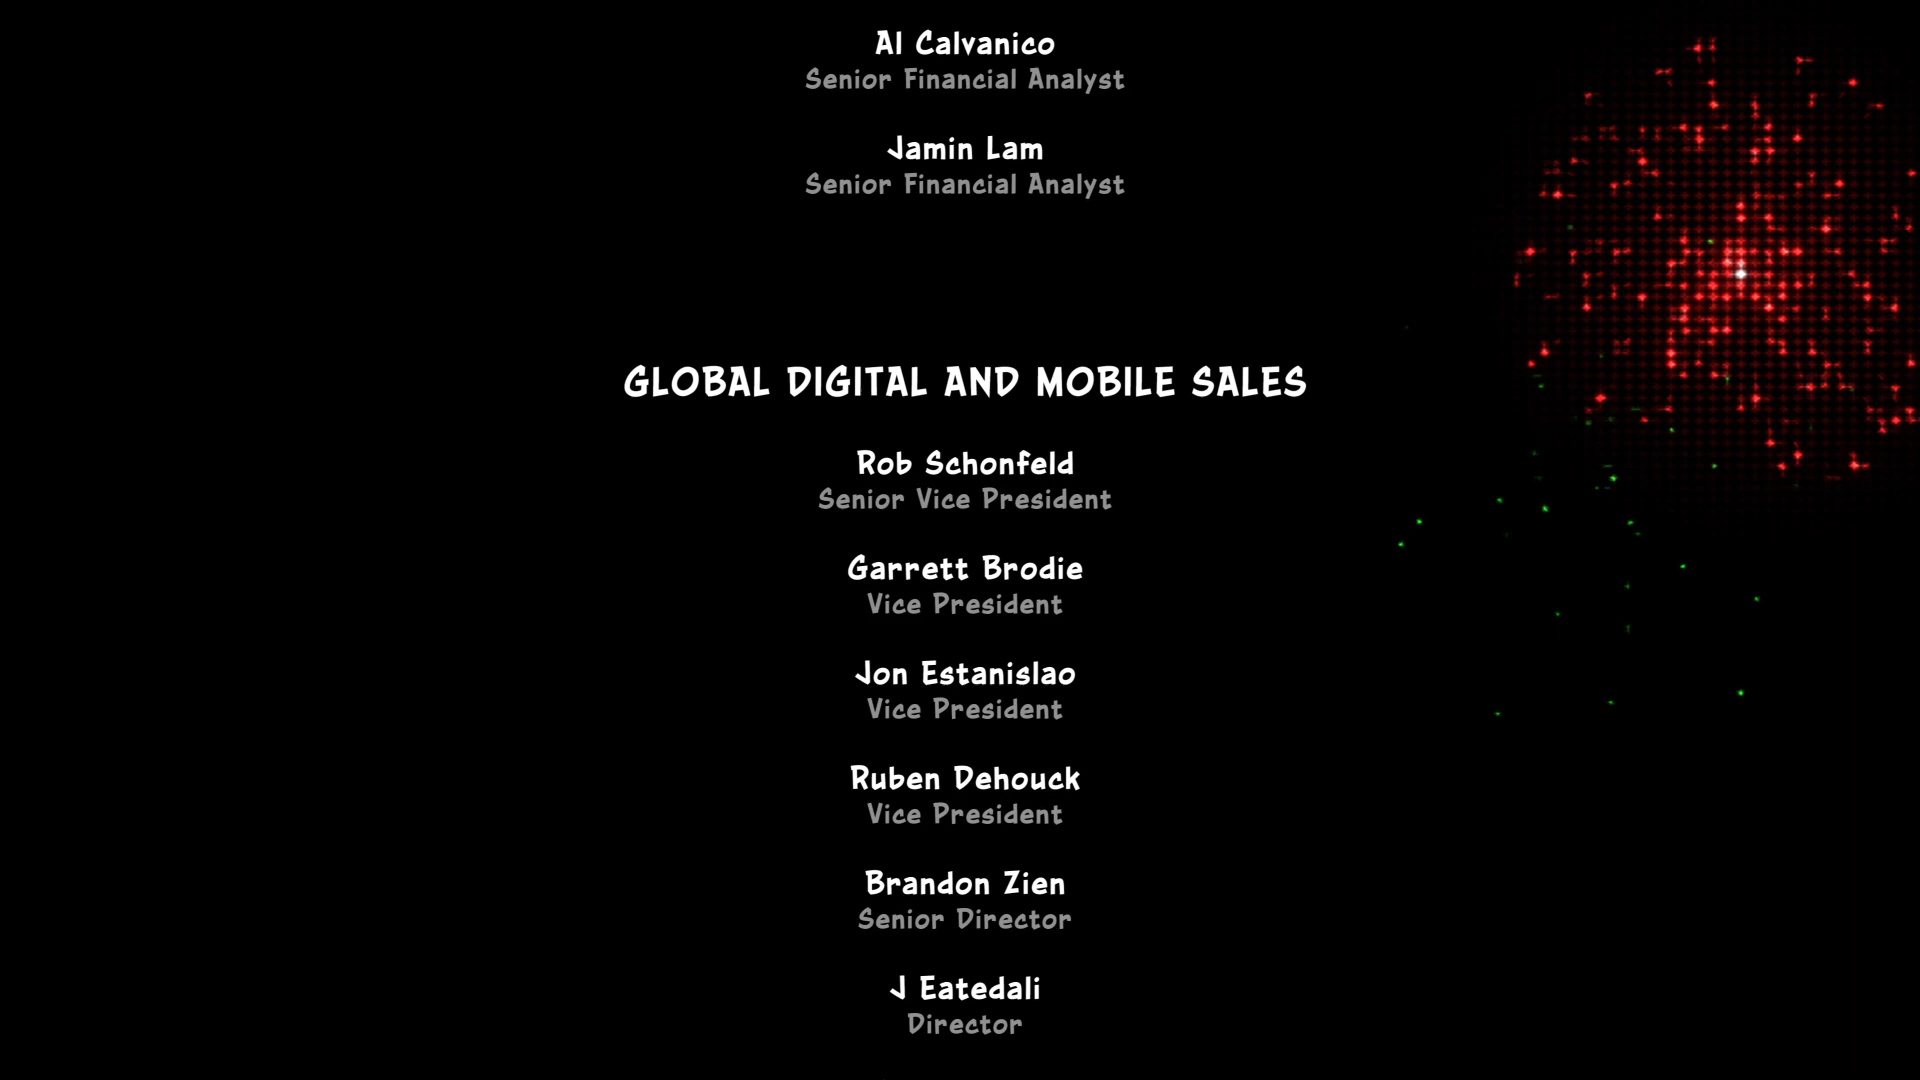 Al Calvanico
Senior Financial Analyst
Jamin Lam
Senior Financial Analyst
GLOBAL DIGITAL AND MOBILE SALES
Rob Schonfeld
Senior Vice President
Garrett Brodie
Vice President
Jon Estanislao
Vice President
Ruben Dehouck
Vice President
Brandon Zien
Senior Director
J Eatedali
Director